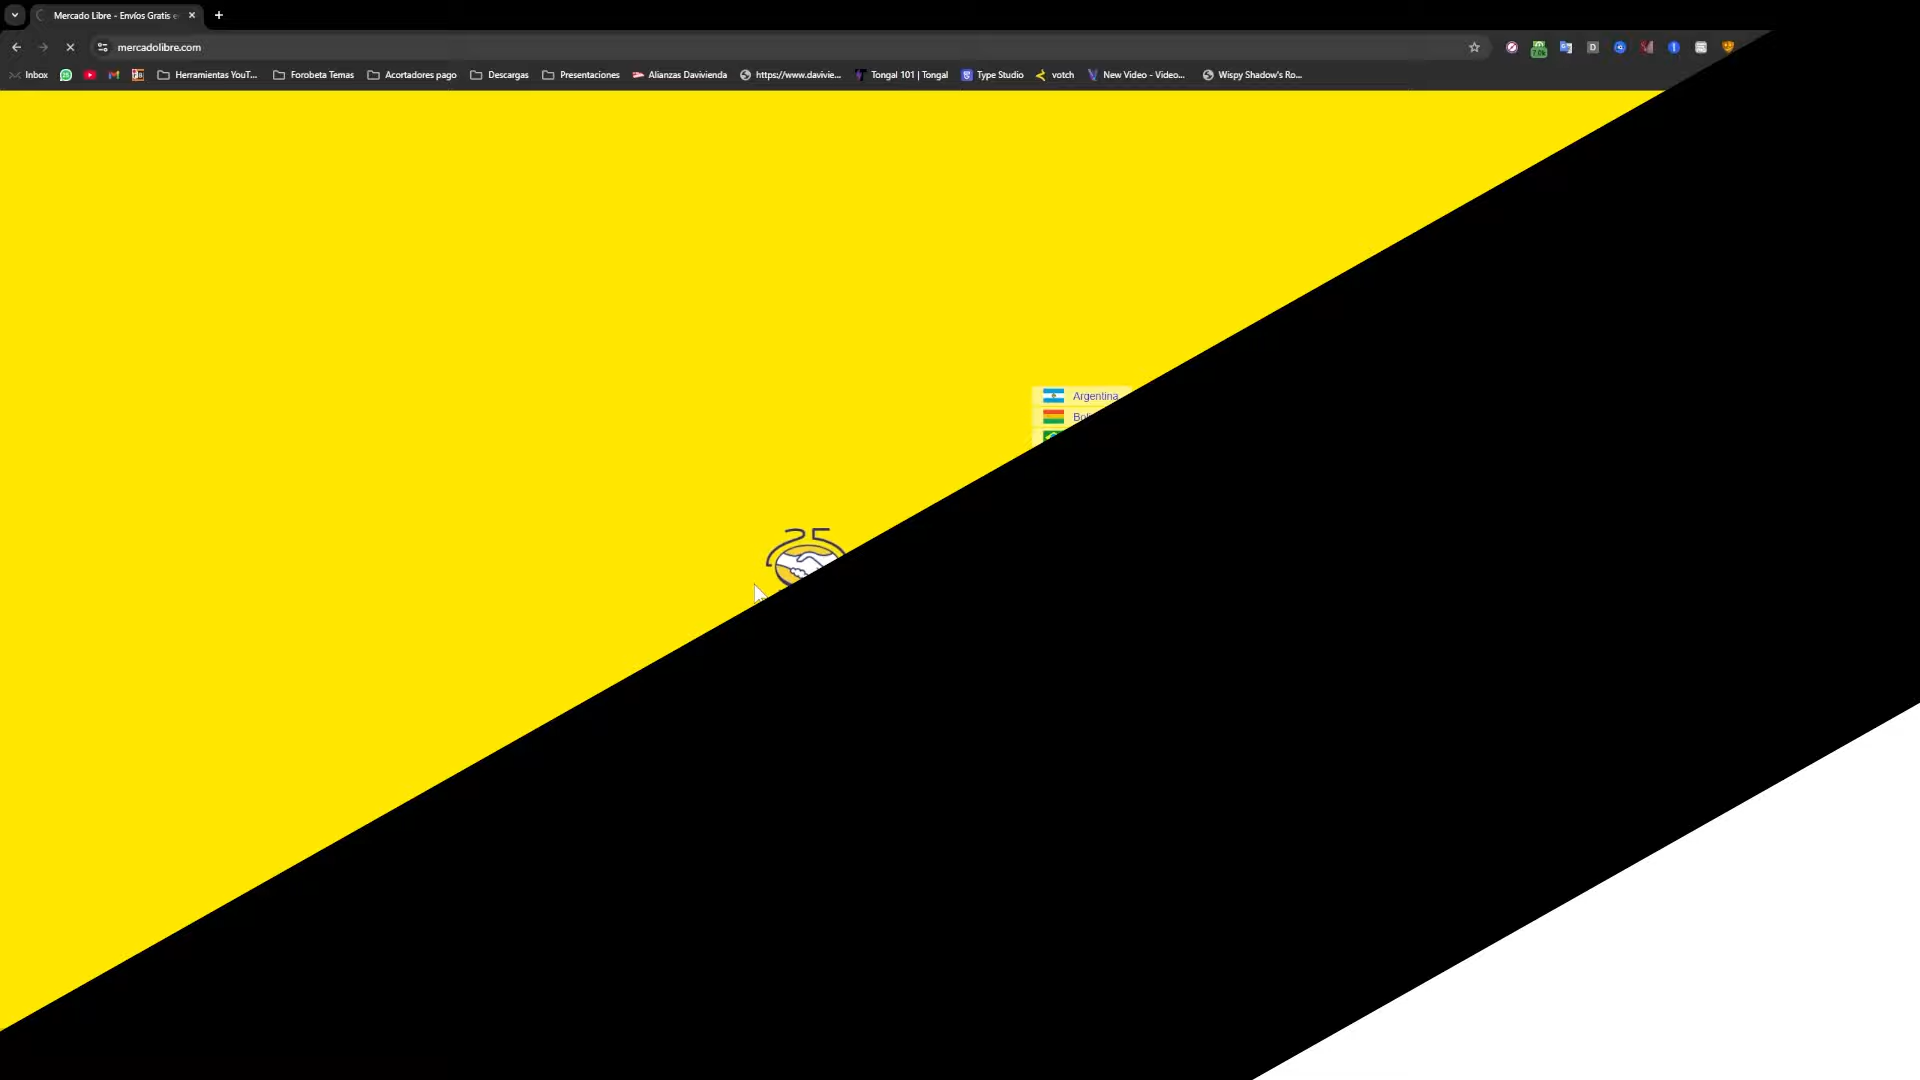 Mercado Libre - Envíos Gratis e
mercadolibre.com
Inbox
Herramientas YouT...
Forobeta Temas
Acortadores pago
Descargas
Presentaciones
Alianzas Davivienda
https://www.davivie...
Tongal 101 | Tongal
Type Studio
votch
New Video - Video...
Wispy Shadow's Ro...
Argentina
25